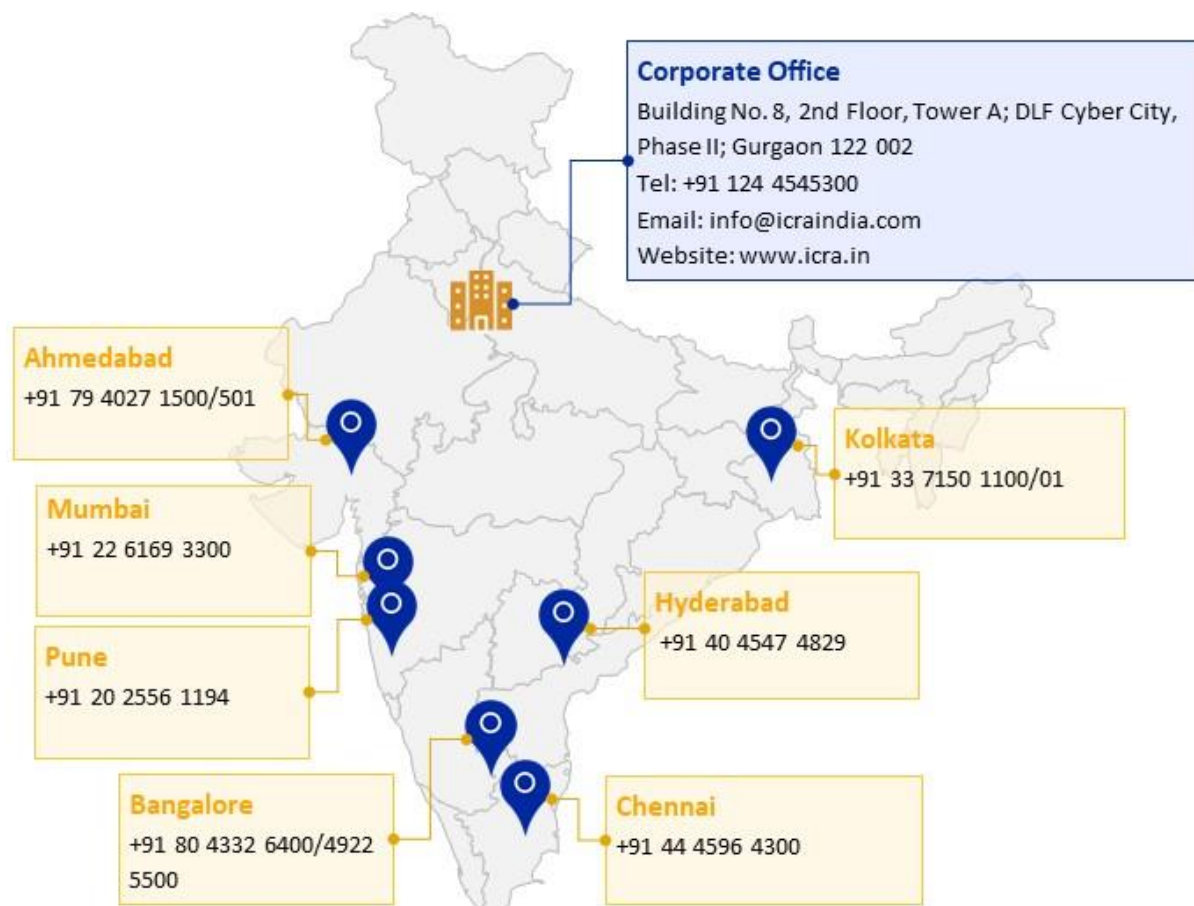 Corporate Office
Building No. 8, 2nd Floor, Tower A; DLF Cyber City,
Phase II; Gurgaon 122 002
Tel: +91 124 4545300
Email: info@icraindia.com
Website: www.icra.in
Ahmedabad
+91 79 4027 1500/501
Kolkata
+91 33 7150 1100/01
Mumbai
+91 22 6169 3300
Hyderabad
+91 40 4547 4829
Pune
+91 20 2556 1194
Bangalore
+91 80 4332 6400/4922
5500
Chennai
+91 44 4596 4300